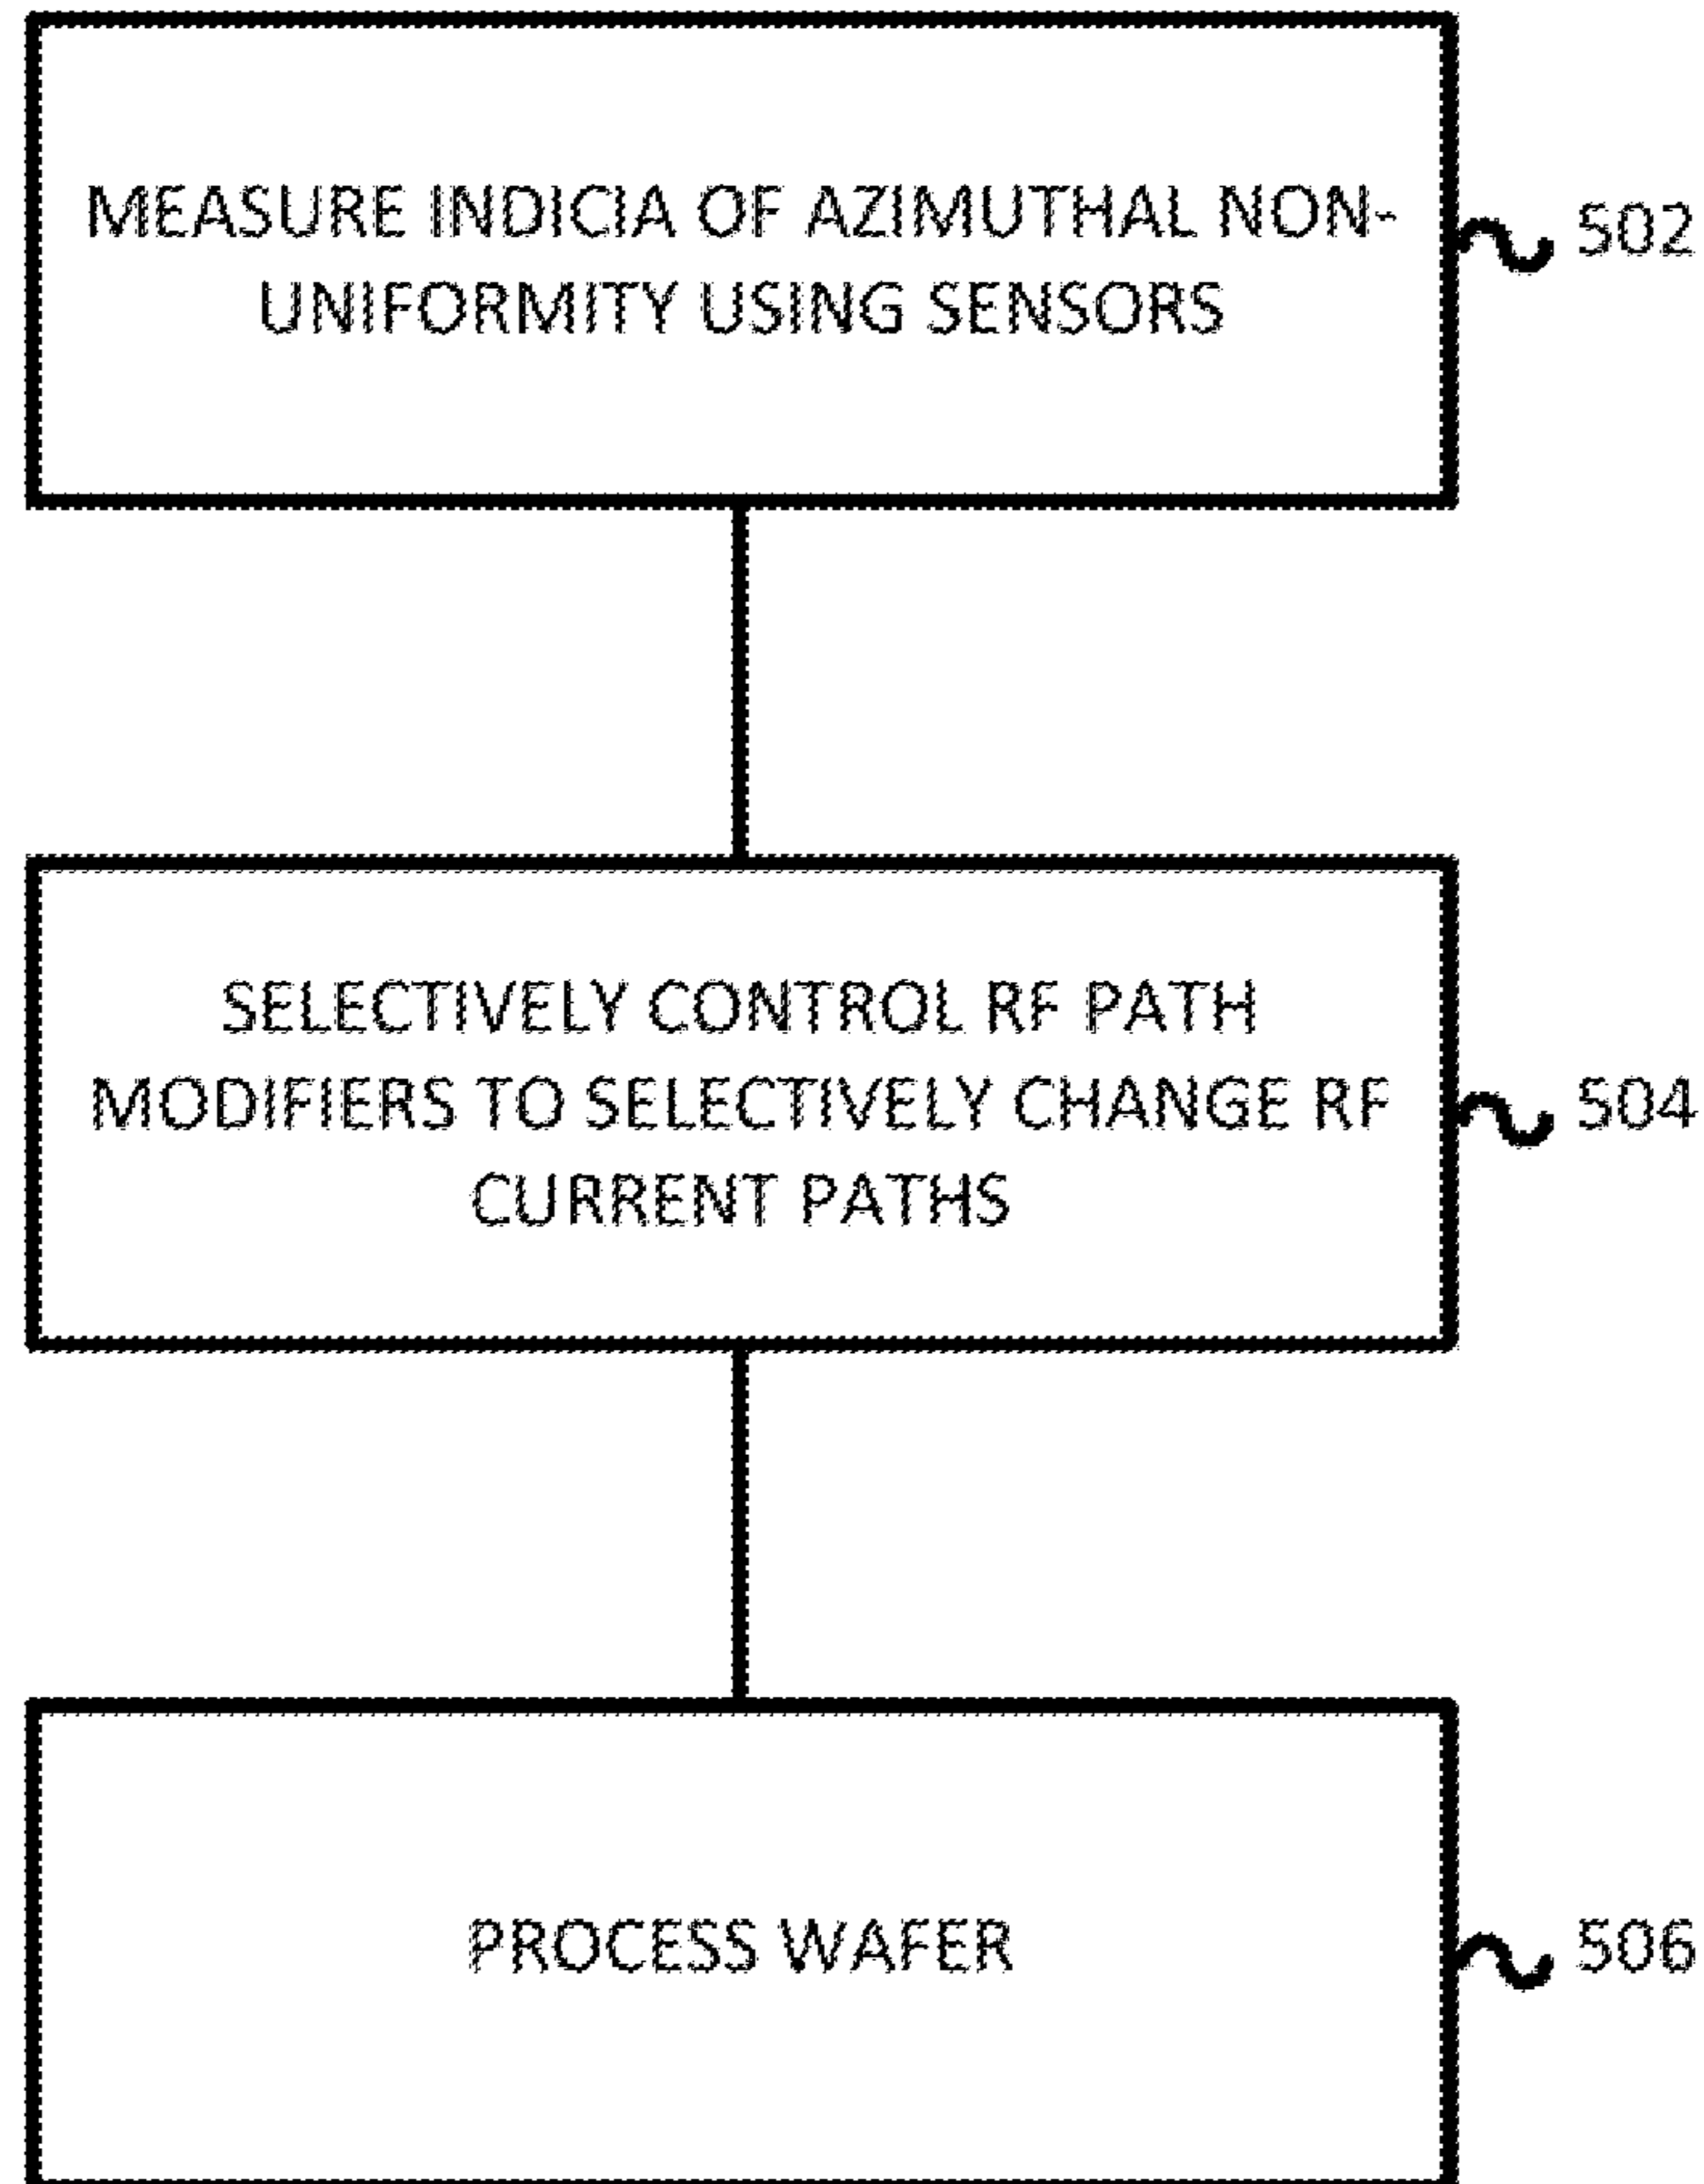 MEASURE INDICIA OF AZIMUTHAL NON-
UNIFORMITY USING SENSORS
502
SELECTIVELY CONTROL RF PATH
MODIFIERS TO SELECTIVELY CHANGE RF
CURRENT PATHS
504
PROCESS WAFER
506